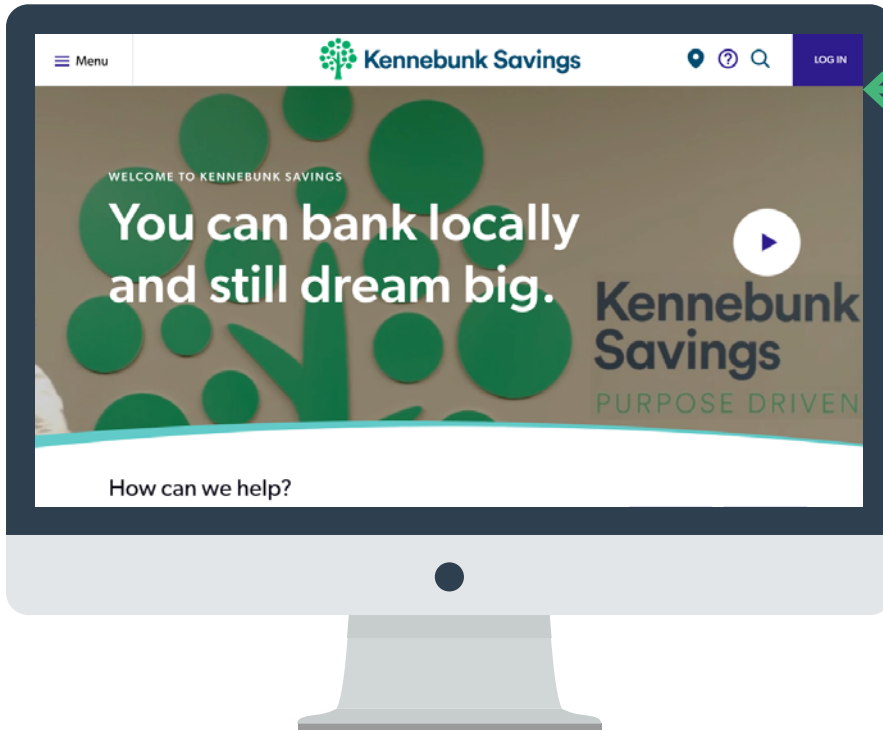 Menu
Kennebunk Savings
LOG IN
WELCOME TO KENNEBUNK SAVINGS
You can bank locally
and still dream big.
Kennebunk
Savings
PURPOSE DRIVEN
How can we help?